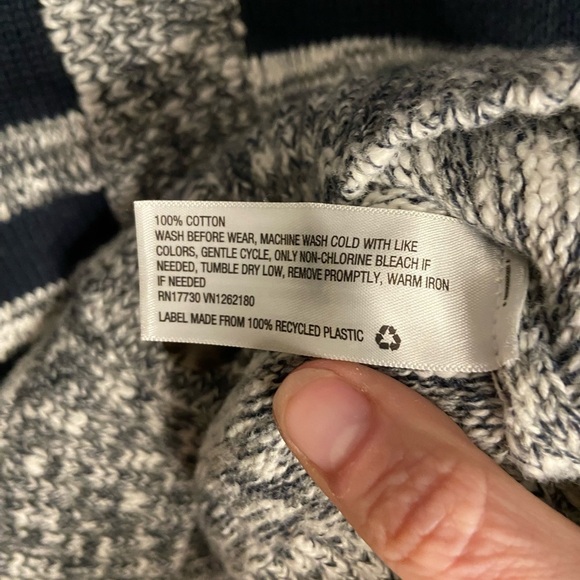 100% COTTON
WASH BEFORE WEAR, MACHINE WASH COLD WITH LIKE
COLORS, GENTLE CYCLE, ONLY NON-CHLORINE BLEACH IF
NEEDED, TUMBLE DRY LOW, REMOVE PROMPTLY, WARM IRON
IF NEEDED
RN17730 VN1262180
LABEL MADE FROM 100% RECYCLED PLASTIC